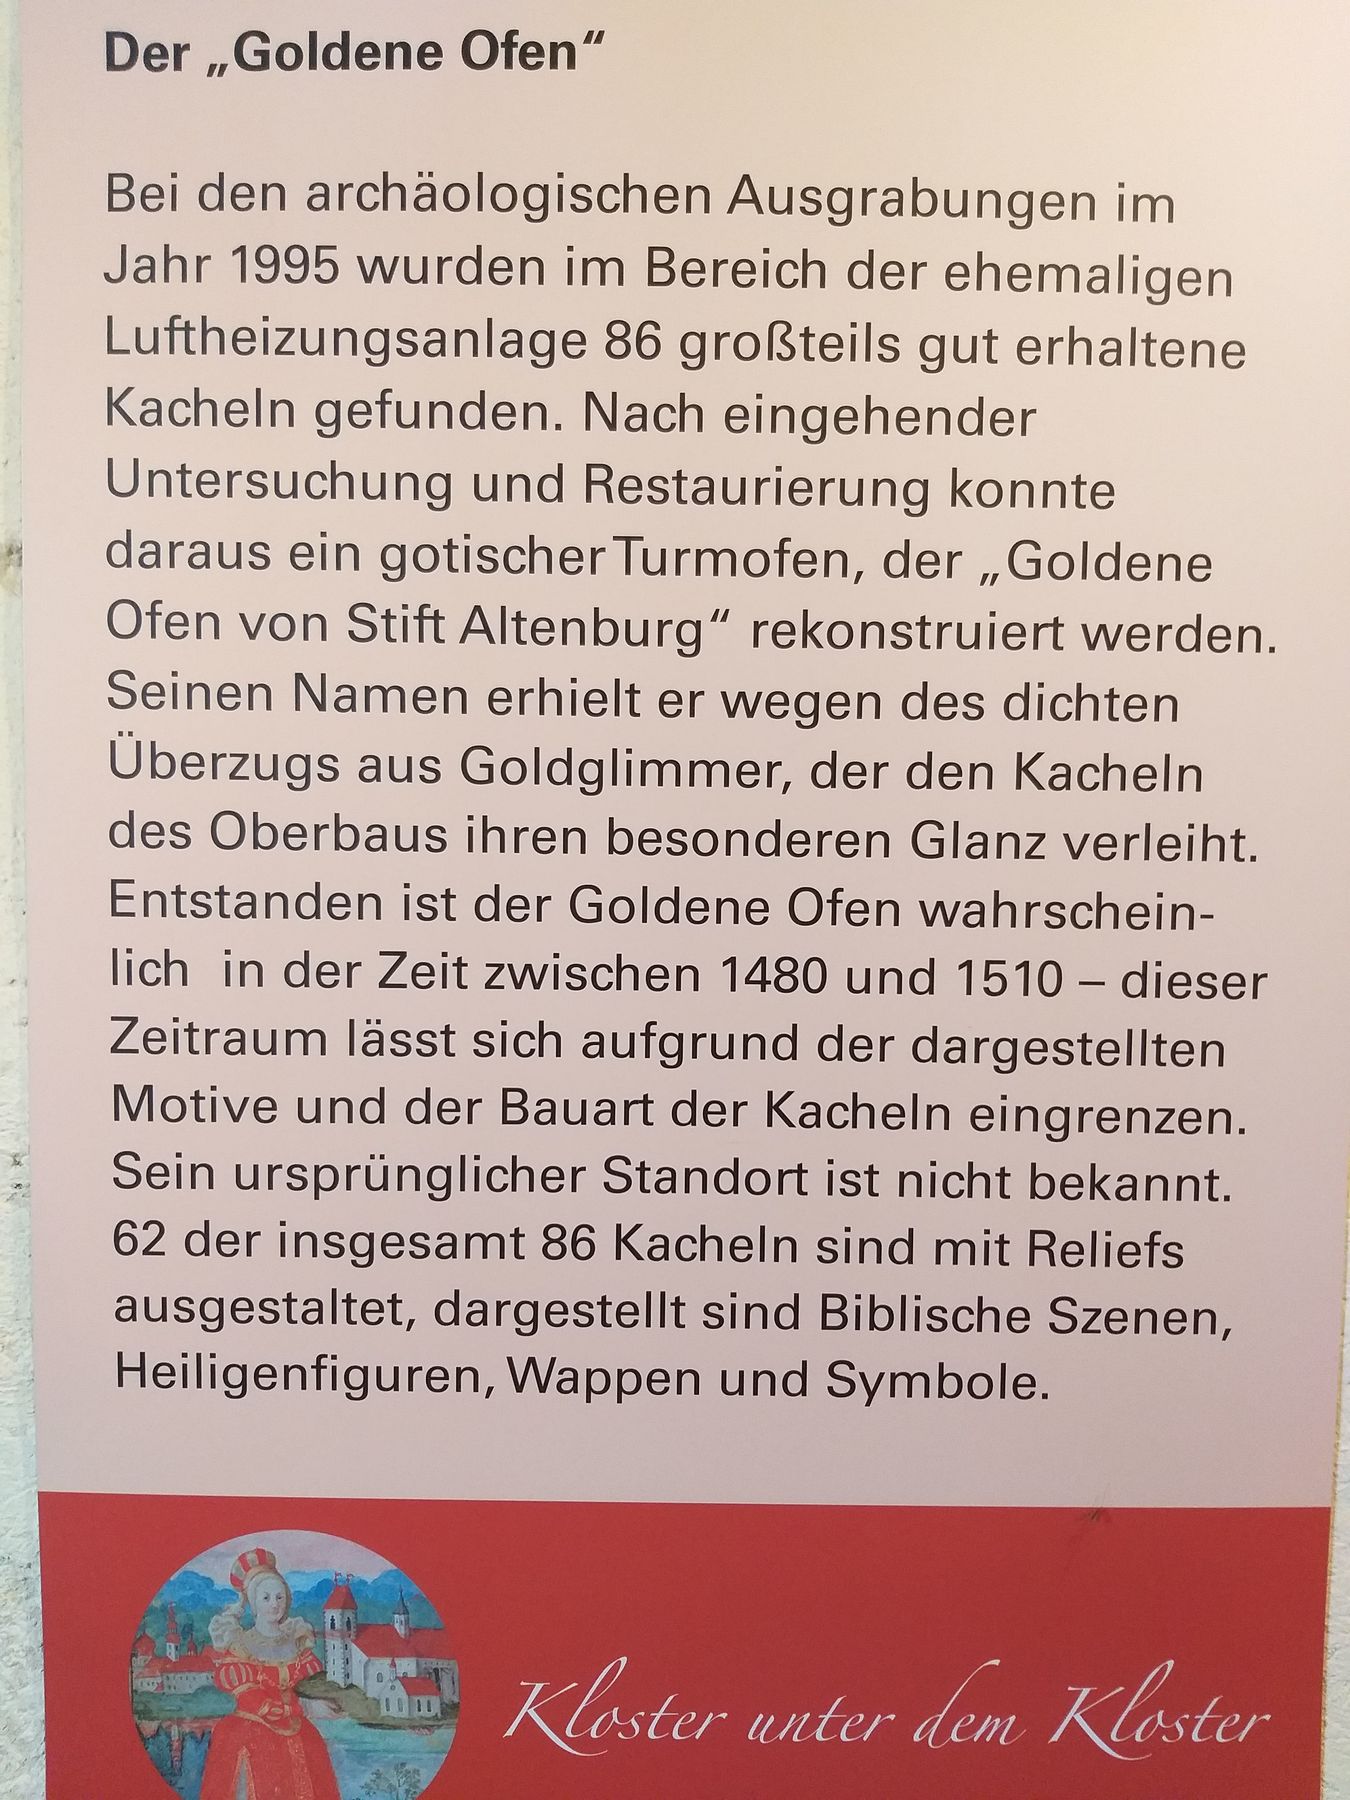 Der „Goldene Ofen“
Bei den archäologischen Ausgrabungen im
Jahr 1995 wurden im Bereich der ehemaligen
Luftheizungsanlage 86 großteils gut erhaltene
Kacheln gefunden. Nach eingehender
Untersuchung und Restaurierung konnte
daraus ein gotischer Turmofen, der „Goldene
Ofen von Stift Altenburg“ rekonstruiert werden.
Seinen Namen erhielt er wegen des dichten
Überzugs aus Goldglimmer, der den Kacheln
des Oberbaus ihren besonderen Glanz verleiht.
Entstanden ist der Goldene Ofen wahrschein-
lich  in der Zeit zwischen 1480 und 1510 – dieser
Zeitraum lässt sich aufgrund der dargestellten
Motive und der Bauart der Kacheln eingrenzen.
Sein ursprünglicher Standort ist nicht bekannt.
62 der insgesamt 86 Kacheln sind mit Reliefs
ausgestaltet, dargestellt sind Biblische Szenen,
Heiligenfiguren, Wappen und Symbole.
Kloster unter dem Kloster